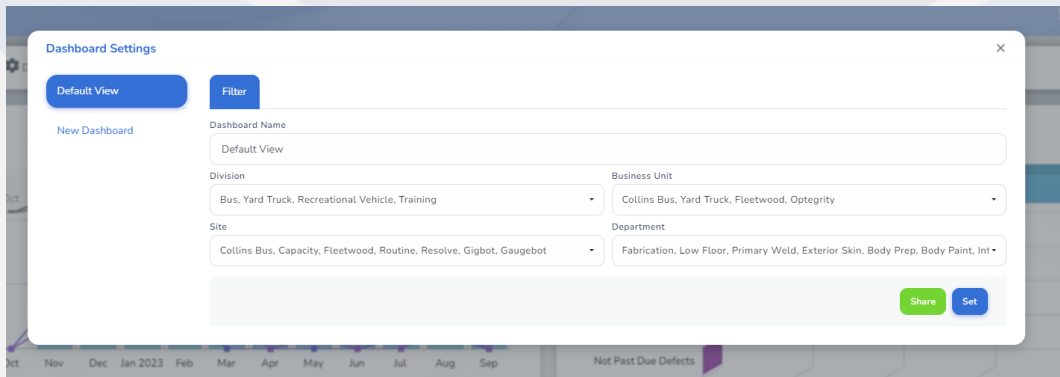 Dashboard Settings
×
Default View
New Dashboard
Filter
Dashboard Name
Default View
Division
Business Unit
Bus, Yard Truck, Recreational Vehicle, Training
Collins Bus, Yard Truck, Fleetwood, Optegrity
Site
Department
Collins Bus, Capacity, Fleetwood, Routine, Resolve, Gigbot, Gaugebot
Fabrication, Low Floor, Primary Weld, Exterior Skin, Body Prep, Body Paint, Int
Share
Set
Oct Nov Dec Jan 2023 Feb Mar Apr May Jun Jul Aug Sep
Not Past Due Defects